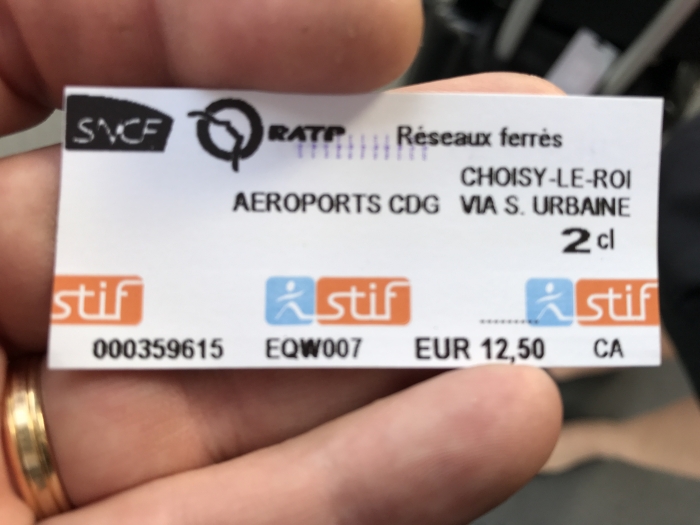 SNCF RATP Réseaux ferrès
CHOISY-LE-ROI
AEROPORTS CDG VIA S. URBAINE
2 cl
stif stif stif
000359615 EQW007 EUR 12,50 CA